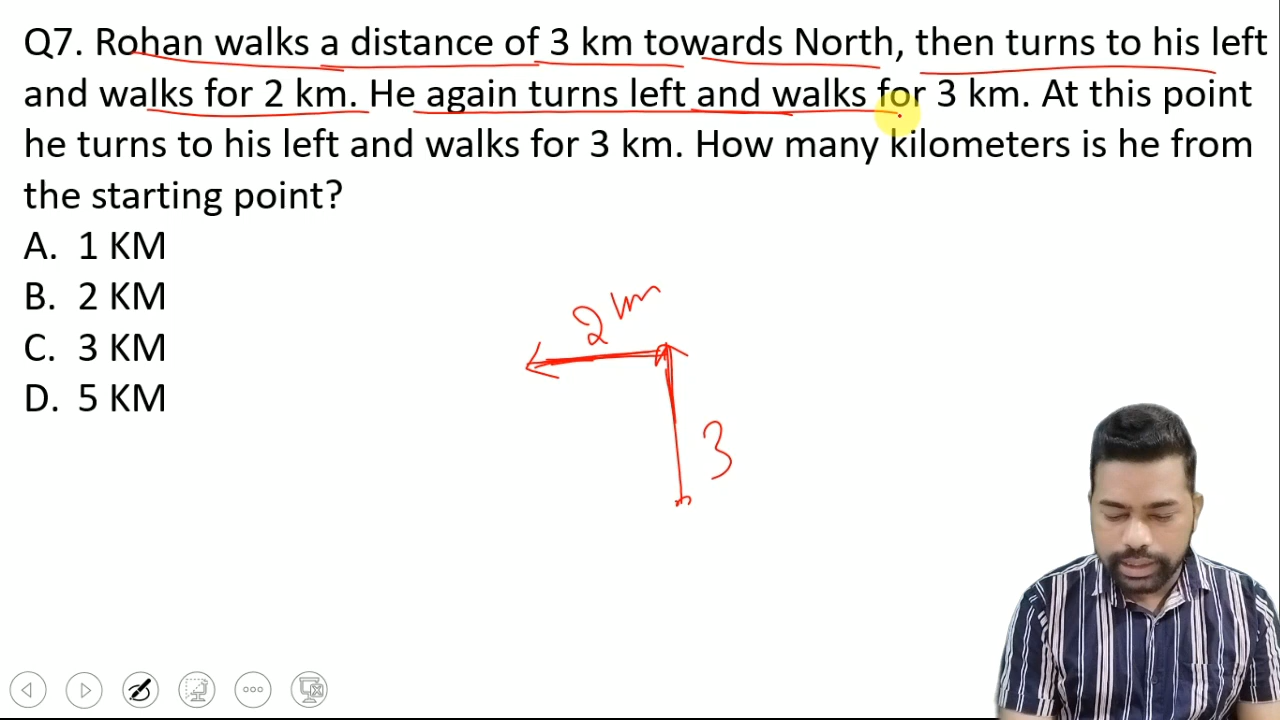 Q7. Rohan walks a distance of 3 km towards North, then turns to his left
and walks for 2 km. He again turns left and walks for 3 km. At this point
he turns to his left and walks for 3 km. How many kilometers is he from
the starting point?
A. 1 KM
B. 2 KM
C. 3 KM
D. 5 KM
2 km
3